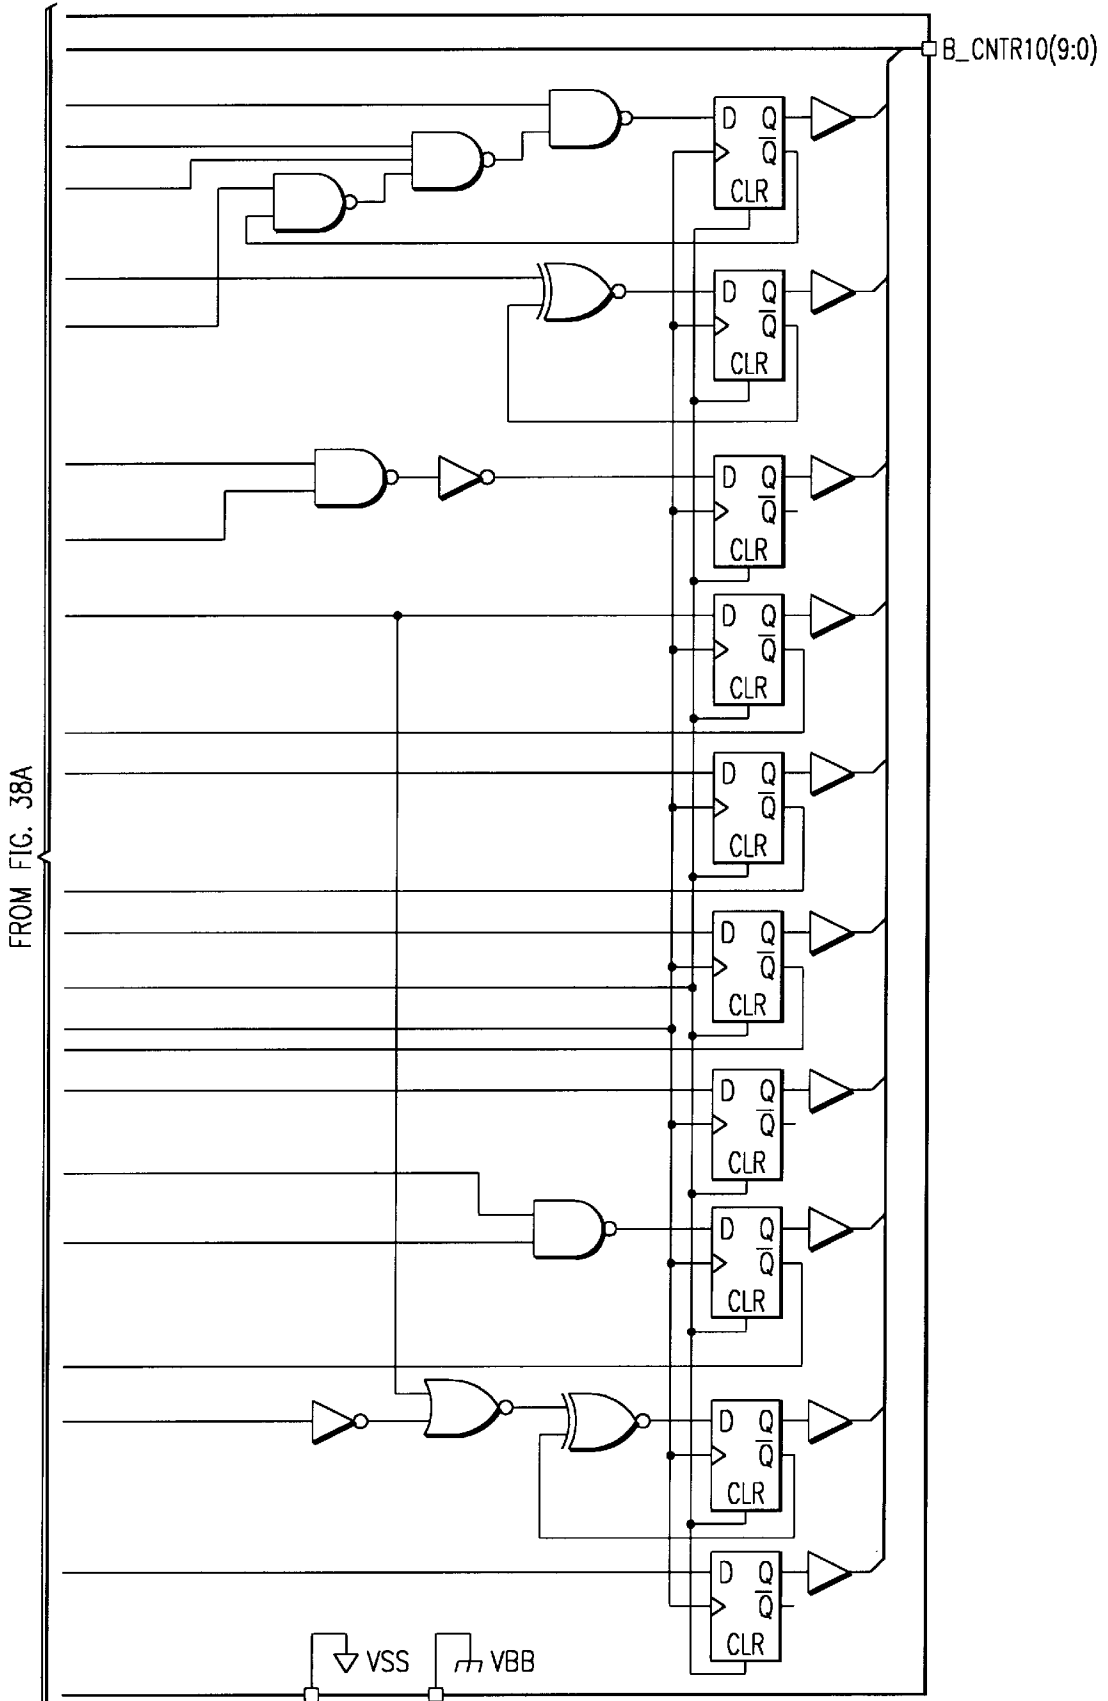 B_CNTR10(9:0)
D Q
Q̅
CLR
D Q
Q̅
CLR
D Q
Q̅
CLR
D Q
Q̅
CLR
FROM FIG. 38A
D Q
Q̅
CLR
D Q
Q̅
CLR
D Q
Q̅
CLR
D Q
Q̅
CLR
D Q
Q̅
CLR
D Q
Q̅
CLR
VSS VBB